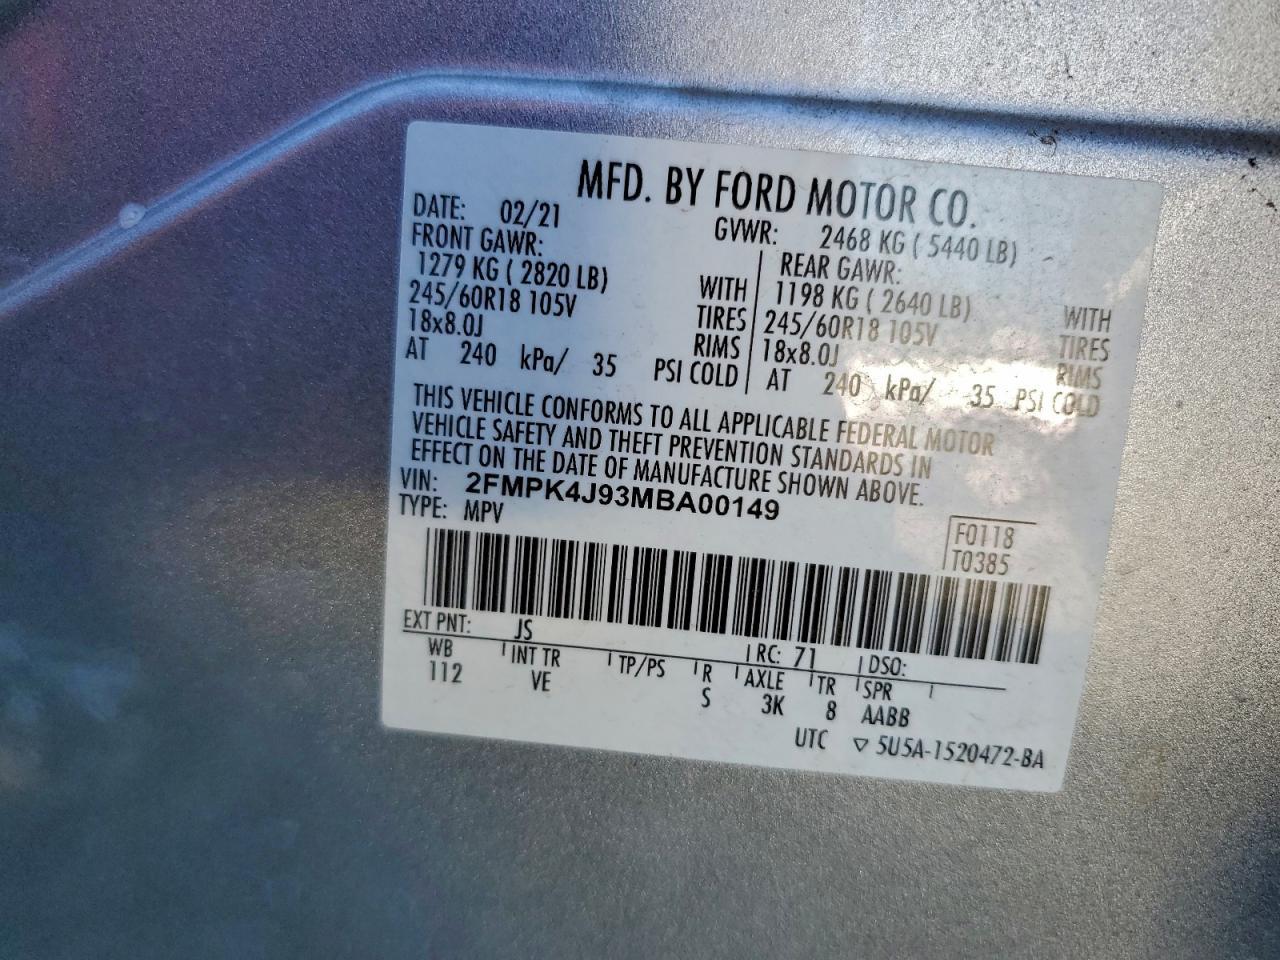 MFD. BY FORD MOTOR CO.
DATE: 02/21 GVWR: 2468 KG ( 5440 LB)
FRONT GAWR: REAR GAWR:
1279 KG ( 2820 LB) WITH 1198 KG ( 2640 LB) WITH
245/60R18 105V TIRES 245/60R18 105V TIRES
18x8.0J RIMS 18x8.0J RIMS
AT 240 kPa/ 35 PSI COLD AT 240 kPa/ 35 PSI COLD
THIS VEHICLE CONFORMS TO ALL APPLICABLE FEDERAL MOTOR
VEHICLE SAFETY AND THEFT PREVENTION STANDARDS IN
EFFECT ON THE DATE OF MANUFACTURE SHOWN ABOVE.
VIN: 2FMPK4J93MBA00149
TYPE: MPV
F0118
T0385
EXT PNT: JS RC: 71 DSO:
WB INT TR TP/PS R AXLE TR SPR
112 VE S 3K 8 AABB
UTC ▽ 5U5A-1520472-BA